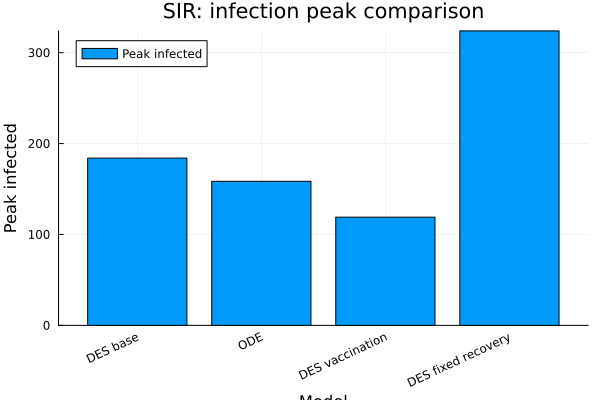 SIR: infection peak comparison
Peak infected
Peak infected
300
200
100
0
DES base
ODE
DES vaccination
DES fixed recovery
Model